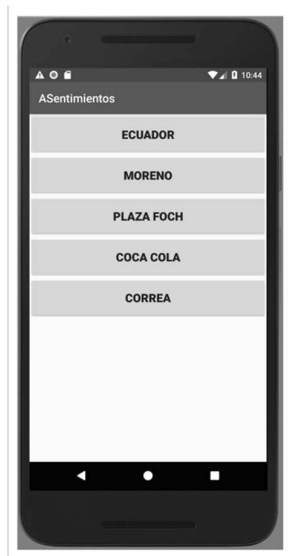 10:44
ASentimientos
ECUADOR
MORENO
PLAZA FOCH
COCA COLA
CORREA